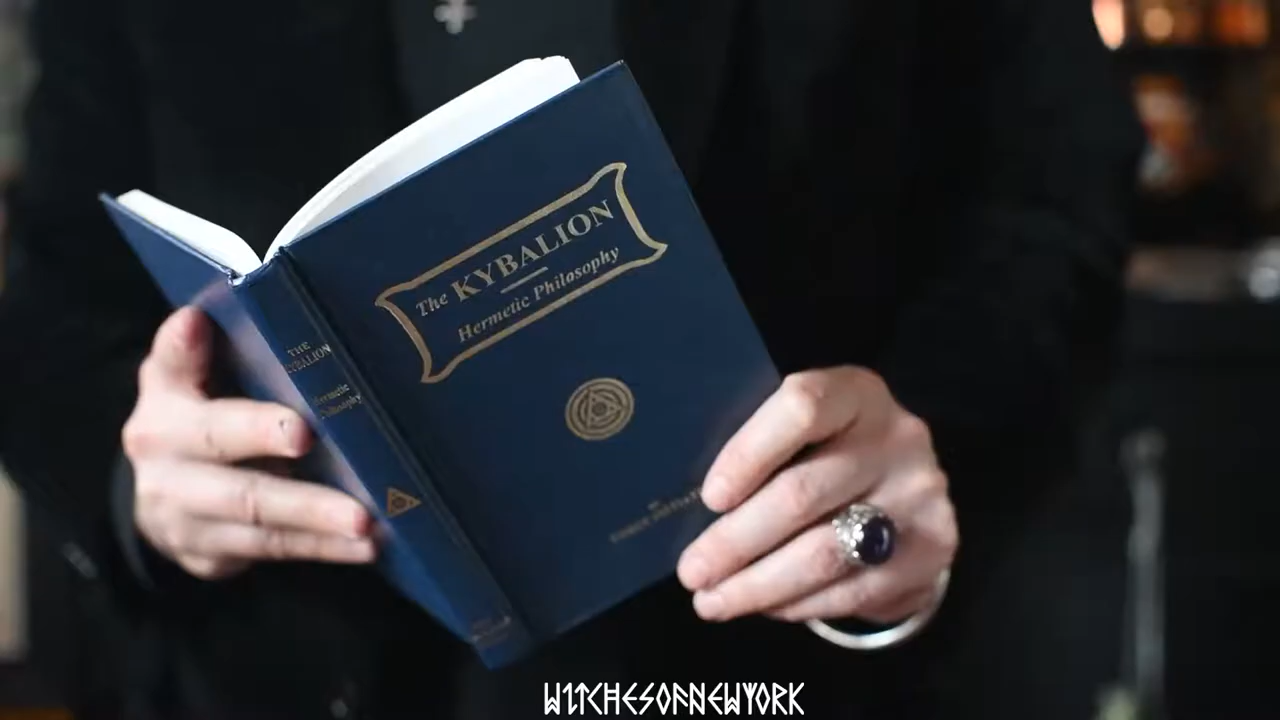 The KYBALION
Hermetic Philosophy
THE
KYBALION
Hermetic
Philosophy
WITCHESOFNEWYORK